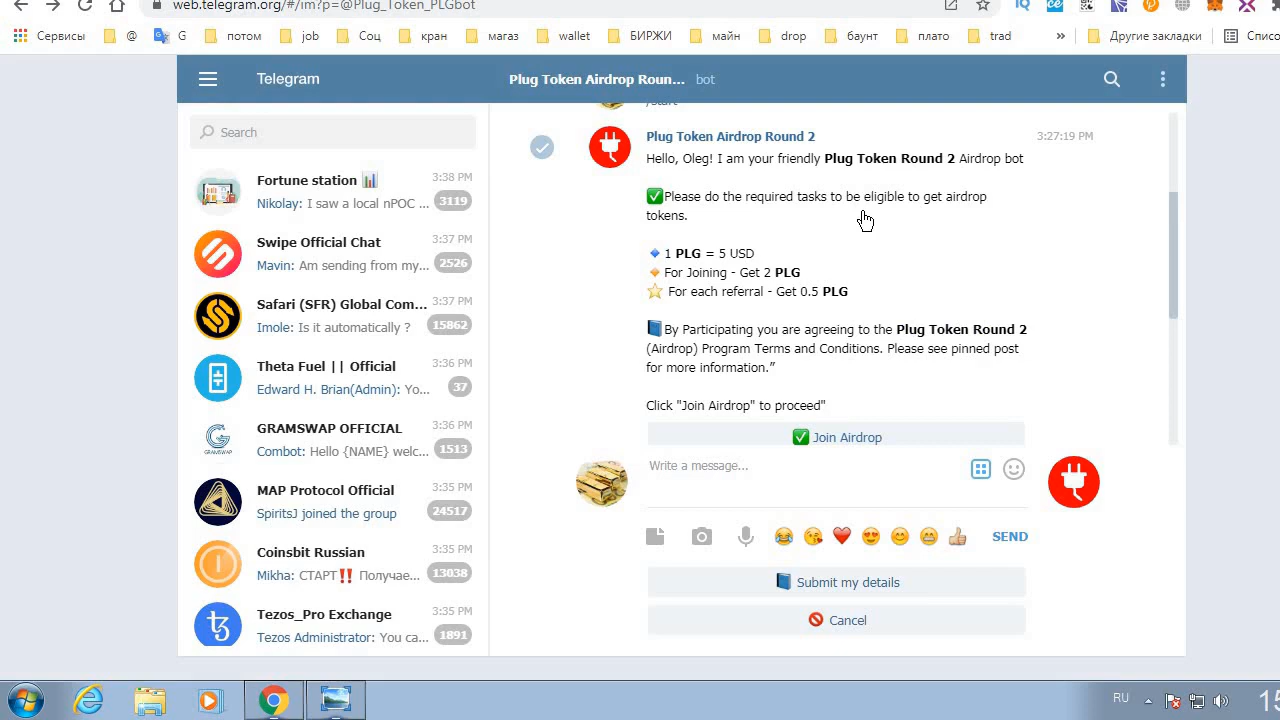 web.telegram.org/#/im?p=@Plug_Token_PLGbot
Сервисы @ G потом job Соц кран магаз wallet БИРЖИ майн drop баунт плато trad » Другие закладки Списо
Telegram
Plug Token Airdrop Roun... bot
Search
Fortune station 📊 3:38 PM
Nikolay: I saw a local nPOC ... 3119
Swipe Official Chat 3:37 PM
Mavin: Am sending from my... 2526
Safari (SFR) Global Com... 3:37 PM
Imole: Is it automatically ? 15862
Theta Fuel || Official 3:36 PM
Edward H. Brian(Admin): Yo... 37
GRAMSWAP OFFICIAL 3:36 PM
Combot: Hello {NAME} welc... 1513
MAP Protocol Official 3:35 PM
SpiritsJ joined the group 24517
Coinsbit Russian 3:35 PM
Mikha: СТАРТ‼️ Получае... 13038
Tezos_Pro Exchange 3:35 PM
Tezos Administrator: You ca... 1891
/start
Plug Token Airdrop Round 2 3:27:19 PM
Hello, Oleg! I am your friendly Plug Token Round 2 Airdrop bot
✅Please do the required tasks to be eligible to get airdrop
tokens.
🔹 1 PLG = 5 USD
🔸 For Joining - Get 2 PLG
⭐ For each referral - Get 0.5 PLG
📘By Participating you are agreeing to the Plug Token Round 2
(Airdrop) Program Terms and Conditions. Please see pinned post
for more information.”
Click "Join Airdrop" to proceed"
✅ Join Airdrop
Write a message...
SEND
📘 Submit my details
🚫 Cancel
RU
15